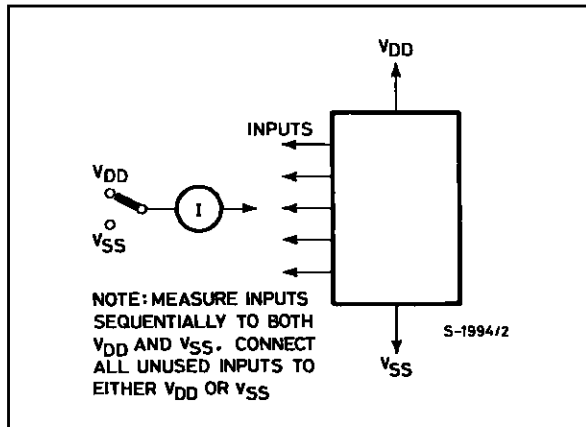 VDD
INPUTS
VDD
I
VSS
NOTE: MEASURE INPUTS
SEQUENTIALLY TO BOTH
VDD AND VSS. CONNECT
ALL UNUSED INPUTS TO
EITHER VDD OR VSS
S-1994/2
VSS